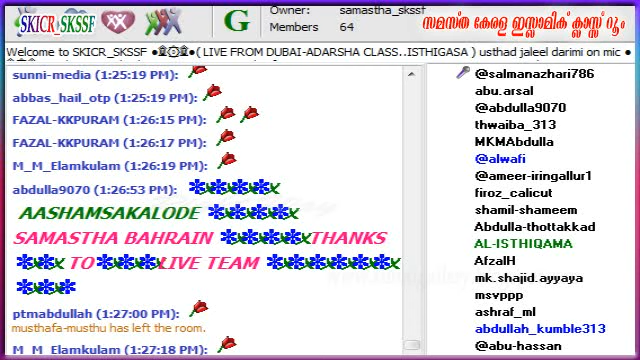 SKICR_SKSSF
G
Owner: samastha_skssf
Members 64
സമസ്ത കേരള ഇസ്ലാമിക് ക്ലാസ്സ് റൂം
Welcome to SKICR_SKSSF ●۩۞۩●( LIVE FROM DUBAI-ADARSHA CLASS..ISTHIGASA ) usthad jaleel darimi on mic ●
sunni-media (1:25:19 PM):
abbas_hail_otp (1:25:19 PM):
FAZAL-KKPURAM (1:26:15 PM):
FAZAL-KKPURAM (1:26:17 PM):
M_M_Elamkulam (1:26:19 PM):
abdulla9070 (1:26:53 PM):
AASHAMSAKALODE
SAMASTHA BAHRAIN THANKS
TO LIVE TEAM
ptmabdullah (1:27:00 PM):
musthafa-musthu has left the room.
M_M_Elamkulam (1:27:18 PM):
@salmanazhari786
abu.arsal
@abdulla9070
thwaiba_313
MKMAbdulla
@alwafi
@ameer-iringallur1
firoz_calicut
shamil-shameem
Abdulla-thottakkad
AL-ISTHIQAMA
AfzalH
mk.shajid.ayyaya
msvppp
ashraf_ml
abdullah_kumble313
@abu-hassan